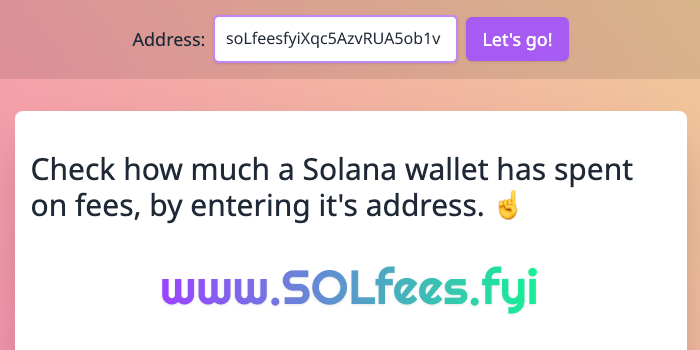 Address: soLfeesfyiXqc5AzvRUA5ob1v Let's go!
Check how much a Solana wallet has spent
on fees, by entering it's address. ☝️
www.SOLfees.fyi